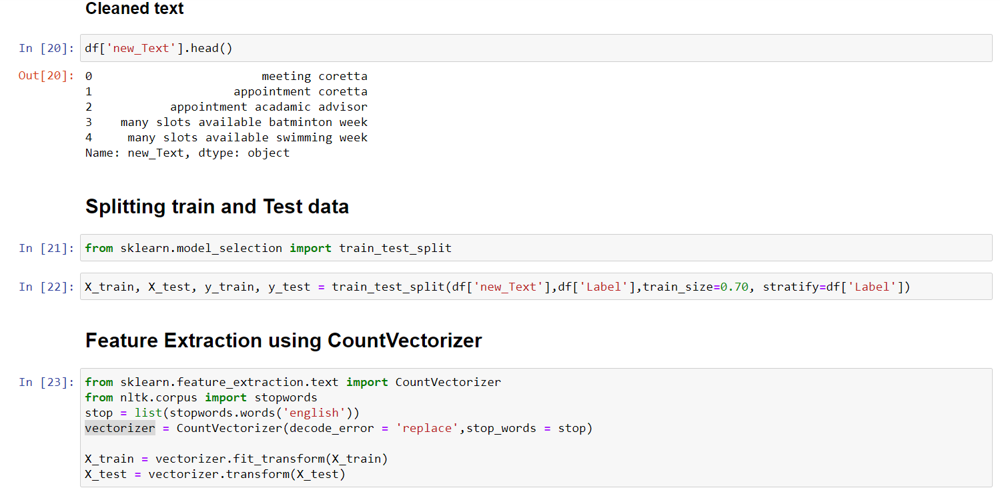 Cleaned text
In [20]: df['new_Text'].head()
Out[20]: 0 meeting coretta
1 appointment coretta
2 appointment acadamic advisor
3 many slots available batminton week
4 many slots available swimming week
Name: new_Text, dtype: object
Splitting train and Test data
In [21]: from sklearn.model_selection import train_test_split
In [22]: X_train, X_test, y_train, y_test = train_test_split(df['new_Text'],df['Label'],train_size=0.70, stratify=df['Label'])
Feature Extraction using CountVectorizer
In [23]: from sklearn.feature_extraction.text import CountVectorizer
from nltk.corpus import stopwords
stop = list(stopwords.words('english'))
vectorizer = CountVectorizer(decode_error = 'replace',stop_words = stop)
X_train = vectorizer.fit_transform(X_train)
X_test = vectorizer.transform(X_test)